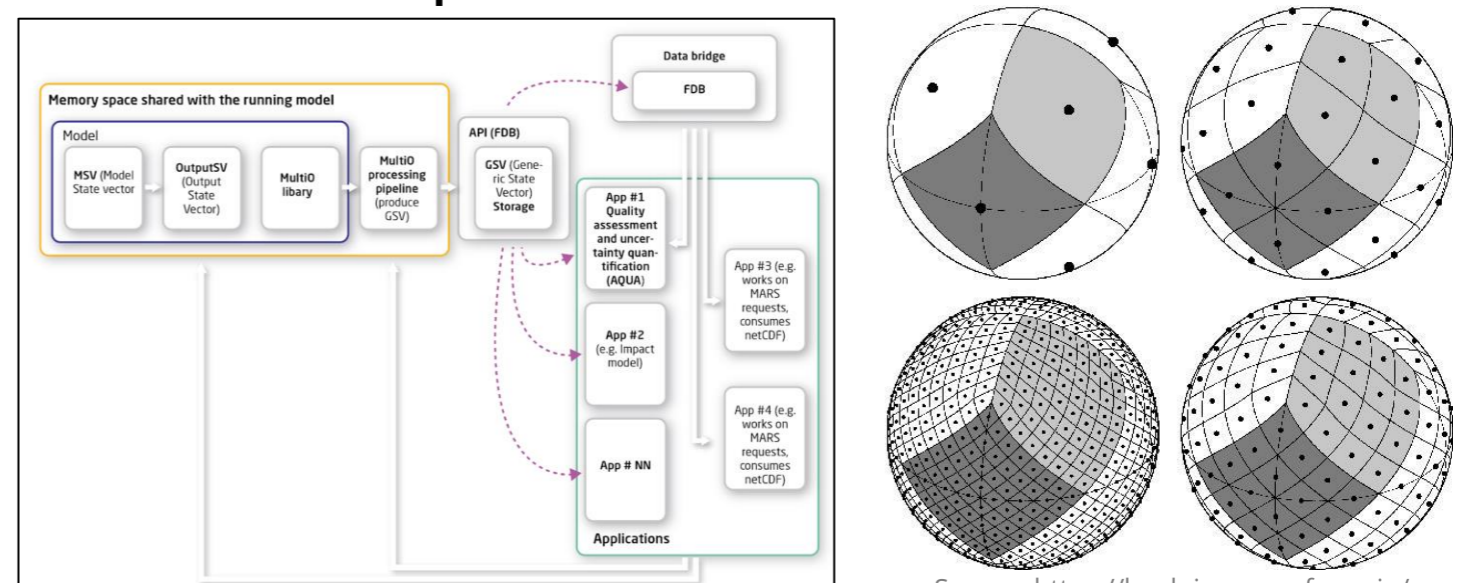 Data bridge
FDB
Memory space shared with the running model
Model
MSV (Model
State vector
OutputSV
(Output
State
Vector)
MultiO
libary
MultiO
processing
pipeline
(produce
GSV)
API (FDB)
GSV (Gene-
ric State
Vector)
Storage
App #1
Quality
assessment
and uncer-
tainty quan-
tification
(AQUA)
App #2
(e.g. Impact
model)
App # NN
App #3 (e.g.
works on
MARS
requests,
consumes
netCDF)
App #4 (e.g.
works on
MARS
requests,
consumes
netCDF)
Applications